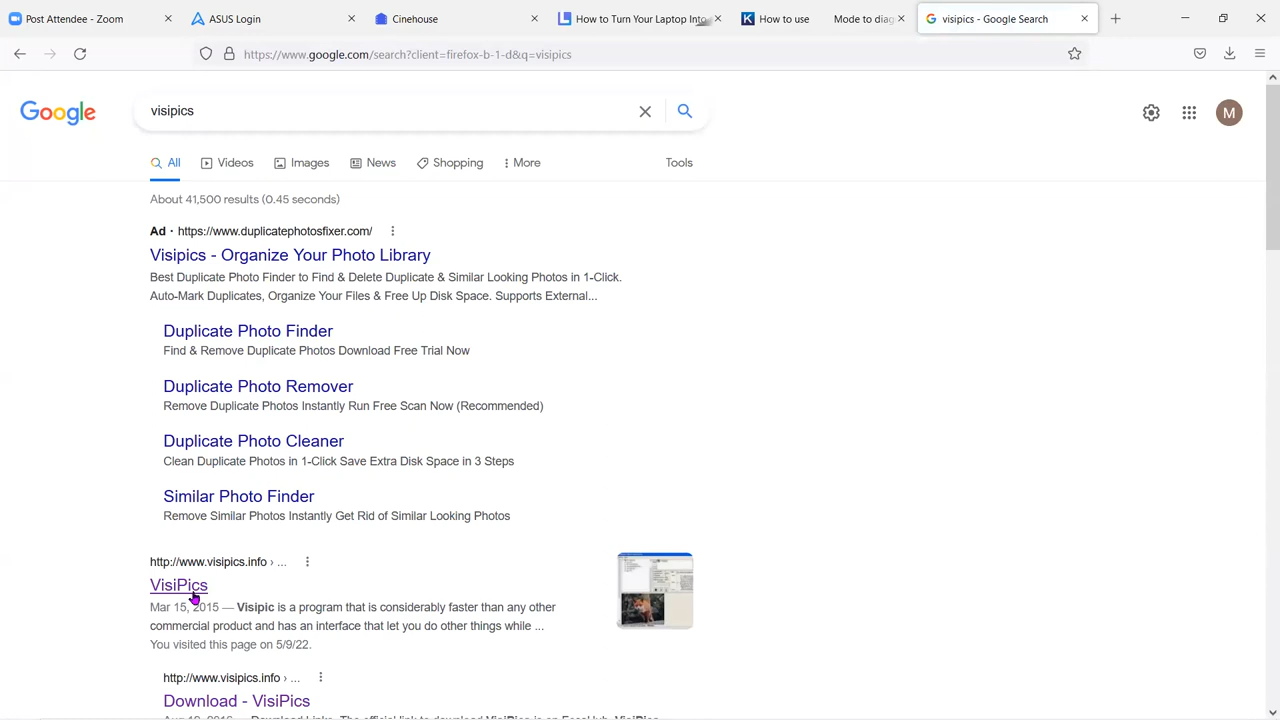 Post Attendee - Zoom
ASUS Login
Cinehouse
How to Turn Your Laptop Into
How to use
Mode to diag
visipics - Google Search
https://www.google.com/search?client=firefox-b-1-d&q=visipics
Google
visipics
M
All
Videos
Images
News
Shopping
More
Tools
About 41,500 results (0.45 seconds)
Ad · https://www.duplicatephotosfixer.com/
Visipics - Organize Your Photo Library
Best Duplicate Photo Finder to Find & Delete Duplicate & Similar Looking Photos in 1-Click.
Auto-Mark Duplicates, Organize Your Files & Free Up Disk Space. Supports External...
Duplicate Photo Finder
Find & Remove Duplicate Photos Download Free Trial Now
Duplicate Photo Remover
Remove Duplicate Photos Instantly Run Free Scan Now (Recommended)
Duplicate Photo Cleaner
Clean Duplicate Photos in 1-Click Save Extra Disk Space in 3 Steps
Similar Photo Finder
Remove Similar Photos Instantly Get Rid of Similar Looking Photos
http://www.visipics.info › ...
VisiPics
Mar 15, 2015 — Visipic is a program that is considerably faster than any other
commercial product and has an interface that let you do other things while ...
You visited this page on 5/9/22.
http://www.visipics.info › ...
Download - VisiPics